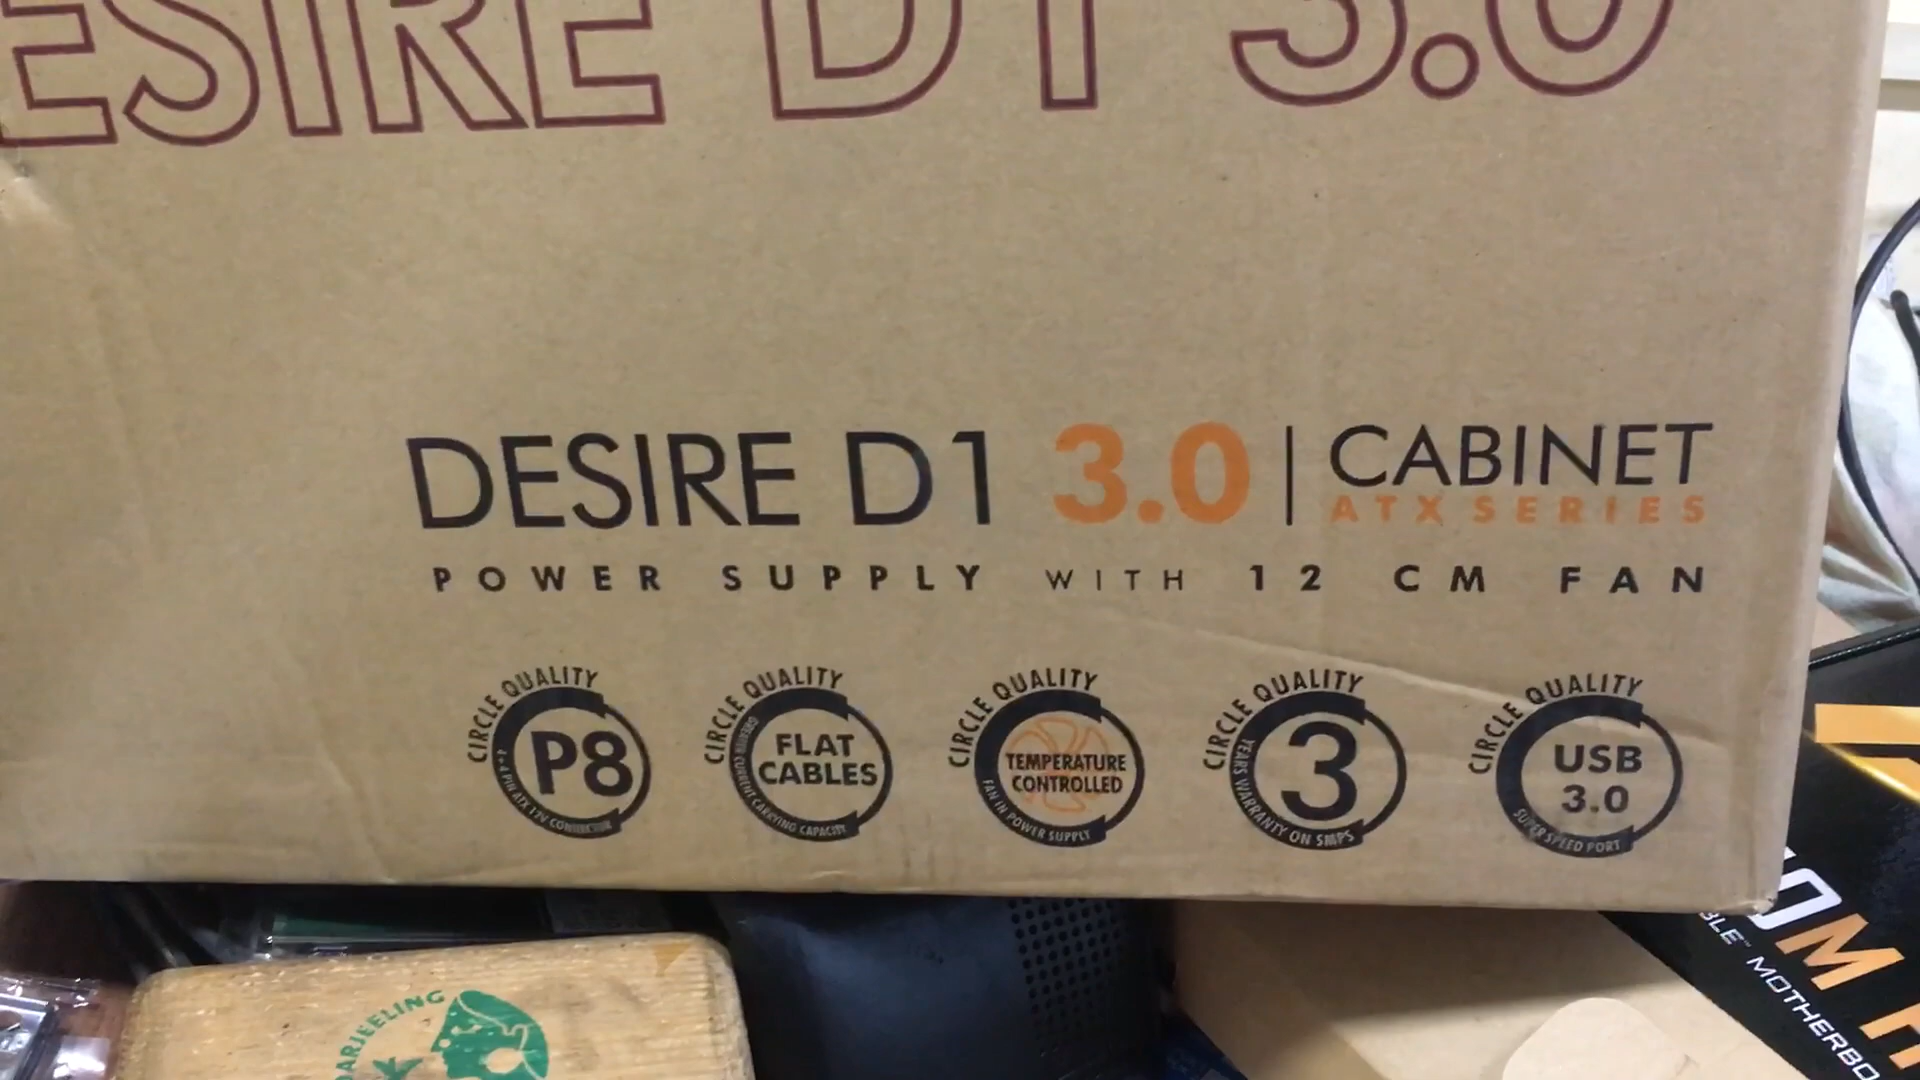 ESIRE D1 3.0
DESIRE D1 3.0 | CABINET
ATX SERIES
POWER SUPPLY WITH 12 CM FAN
CIRCLE QUALITY
P8
4+4 PIN ATX 12V CONNECTOR
CIRCLE QUALITY
FLAT
CABLES
GREATER CURRENT CARRYING CAPACITY
CIRCLE QUALITY
TEMPERATURE
CONTROLLED
FAN IN POWER SUPPLY
CIRCLE QUALITY
3
YEARS WARRANTY ON SMPS
CIRCLE QUALITY
USB
3.0
SUPER SPEED PORT
DARJEELING
MOTHERBO